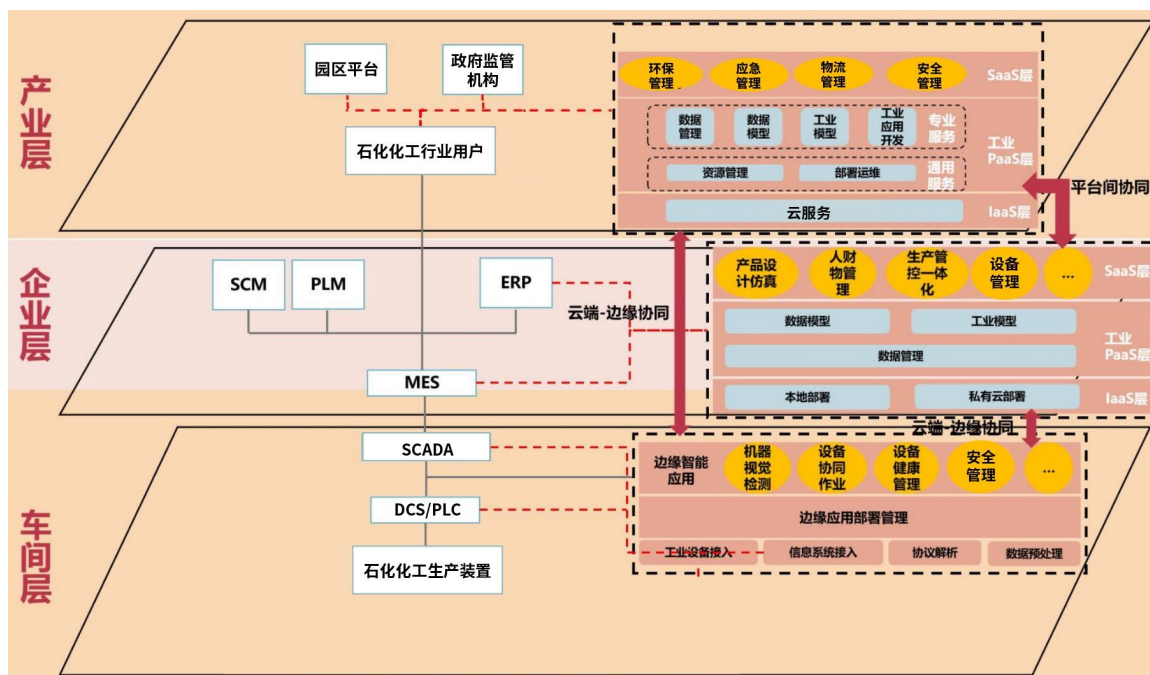 产业层
园区平台
政府监管
机构
石化化工行业用户
环保
管理
应急
管理
物流
管理
安全
管理
SaaS层
数据
管理
数据
模型
工业
模型
工业
应用
开发
专业
服务
工业
PaaS层
资源管理
部署运维
通用
服务
云服务
IaaS层
平台间协同
企业层
SCM
PLM
ERP
云端-边缘协同
MES
产品设
计仿真
人财
物管
理
生产管
控一体
化
设备
管理
...
SaaS层
数据模型
工业模型
数据管理
工业
PaaS层
本地部署
私有云部署
IaaS层
云端-边缘协同
车间层
SCADA
DCS/PLC
石化化工生产装置
边缘智能
应用
机器
视觉
检测
设备
协同
作业
设备
健康
管理
安全
管理
...
边缘应用部署管理
工业设备接入
信息系统接入
协议解析
数据预处理